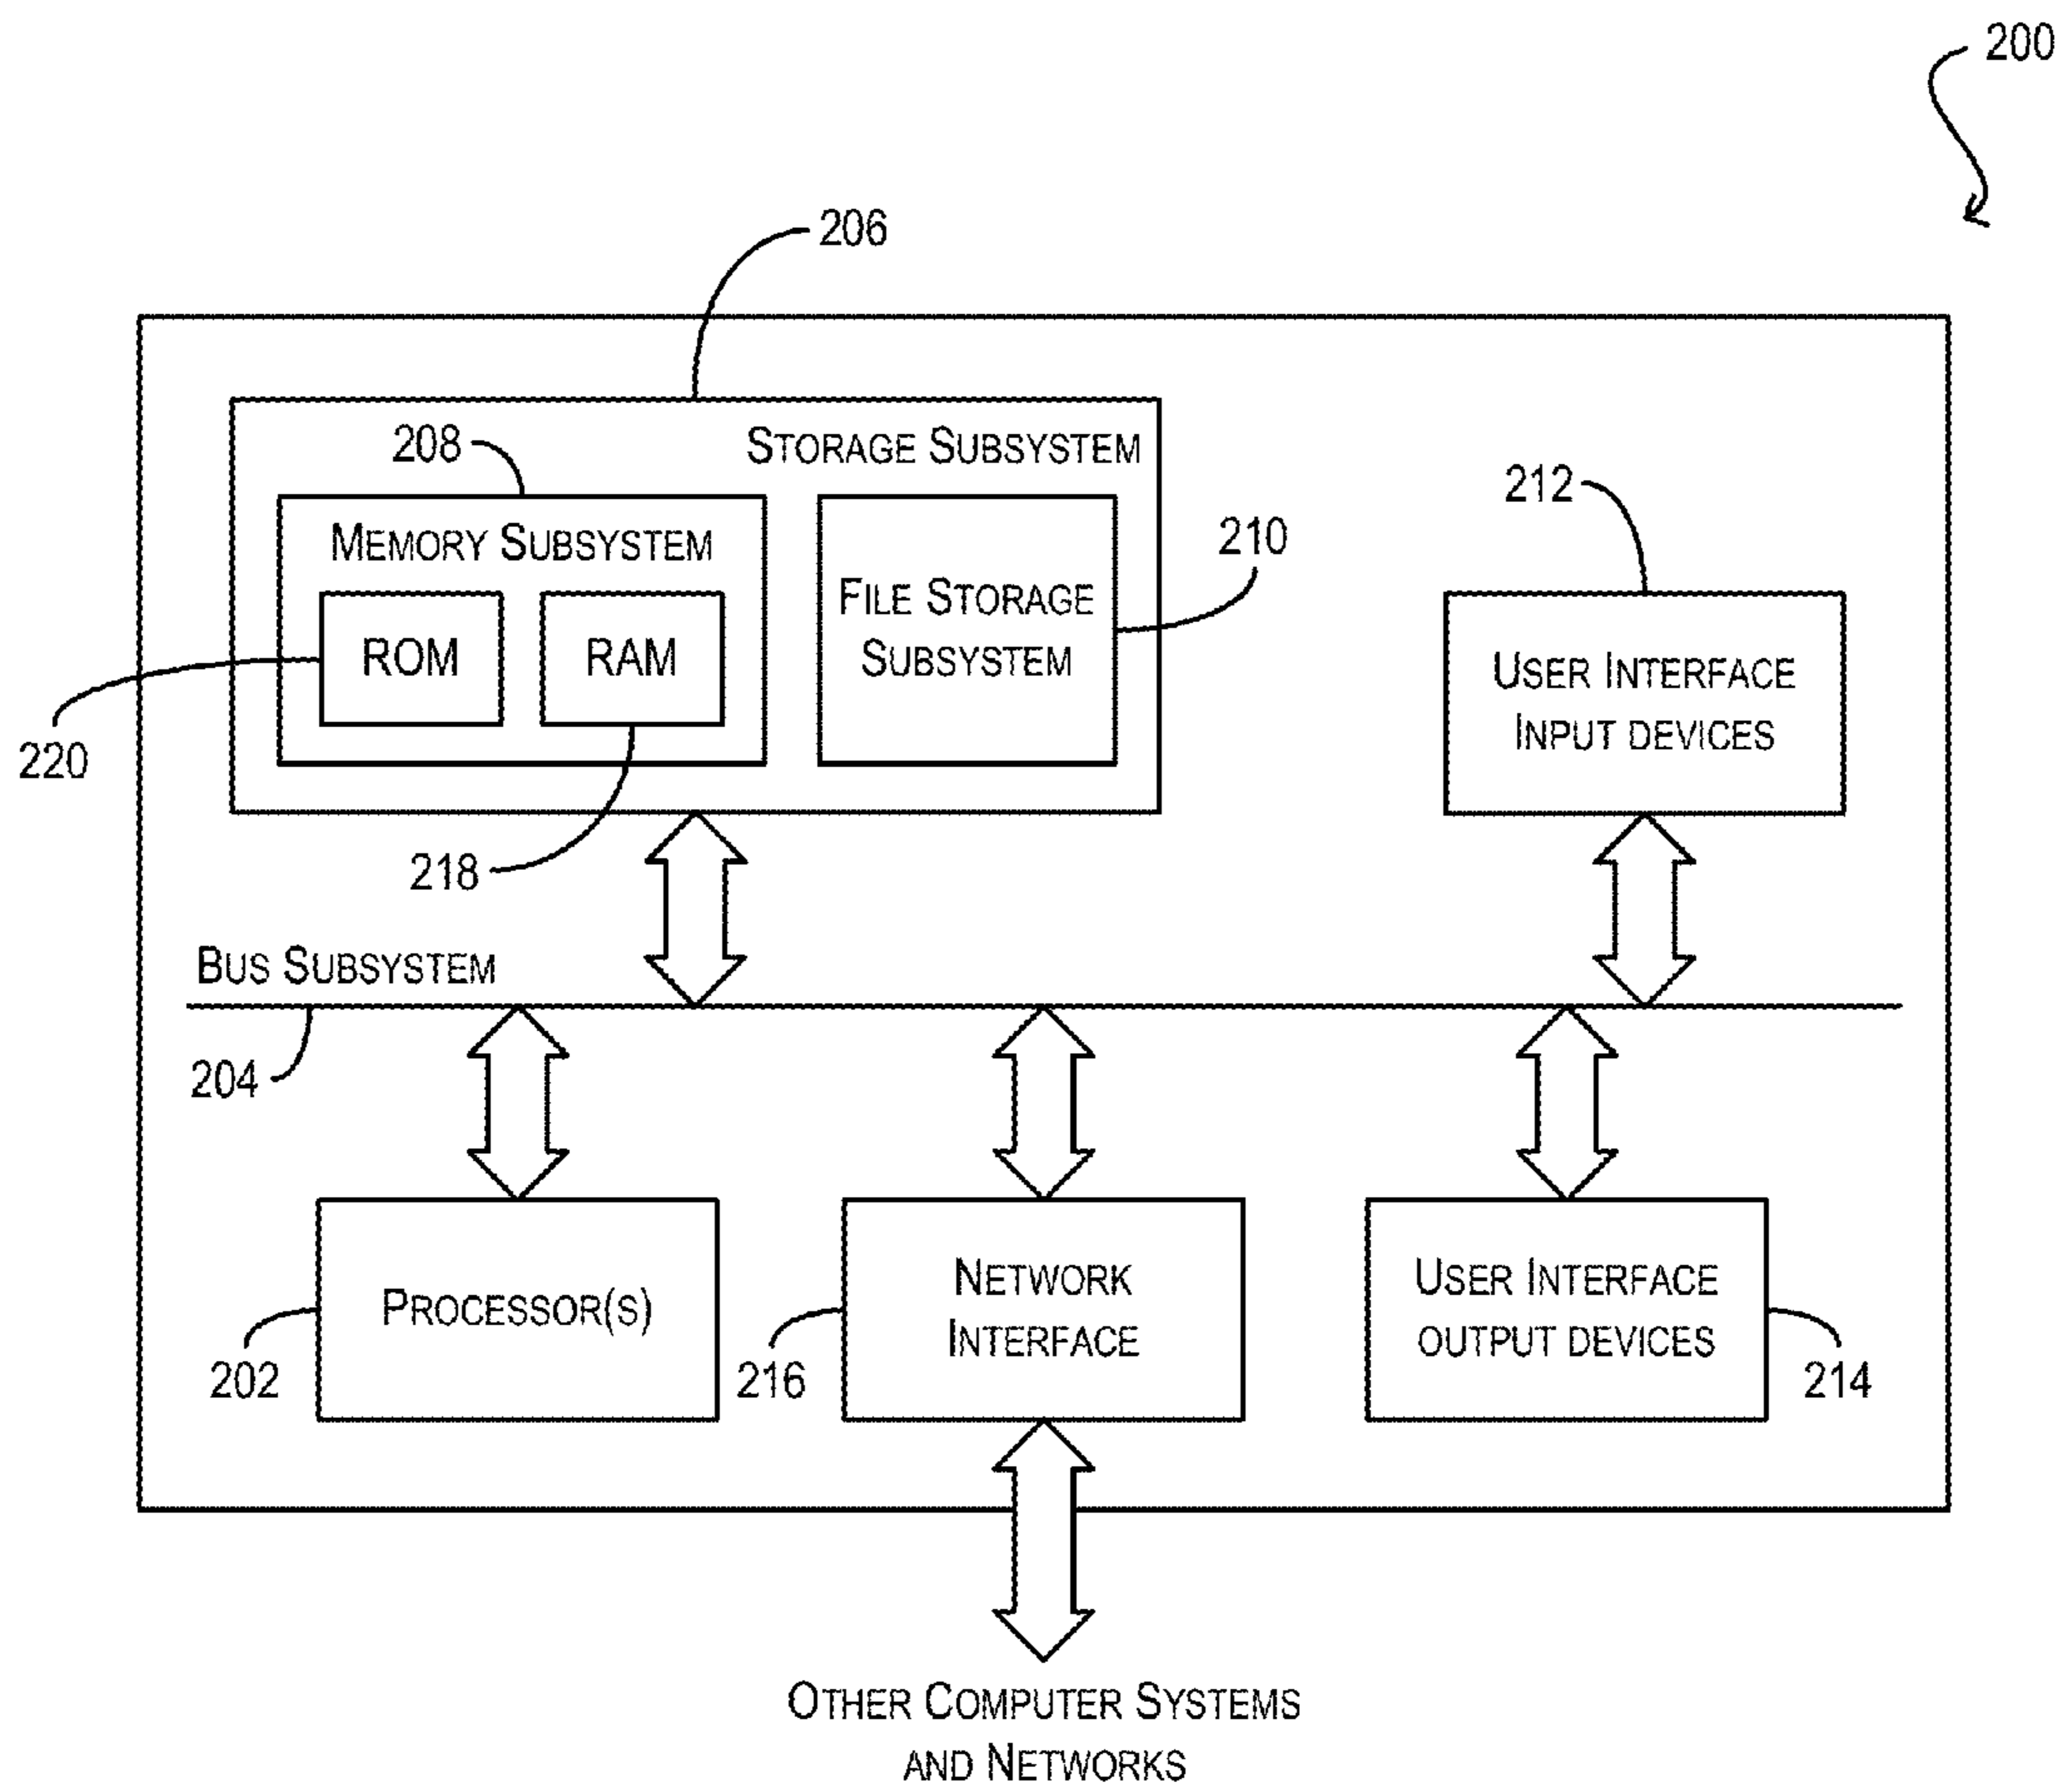 200
206
STORAGE SUBSYSTEM
208
MEMORY SUBSYSTEM
ROM
RAM
220
218
FILE STORAGE
SUBSYSTEM
210
212
USER INTERFACE
INPUT DEVICES
BUS SUBSYSTEM
204
PROCESSOR(S)
202
NETWORK
INTERFACE
216
USER INTERFACE
OUTPUT DEVICES
214
OTHER COMPUTER SYSTEMS
AND NETWORKS